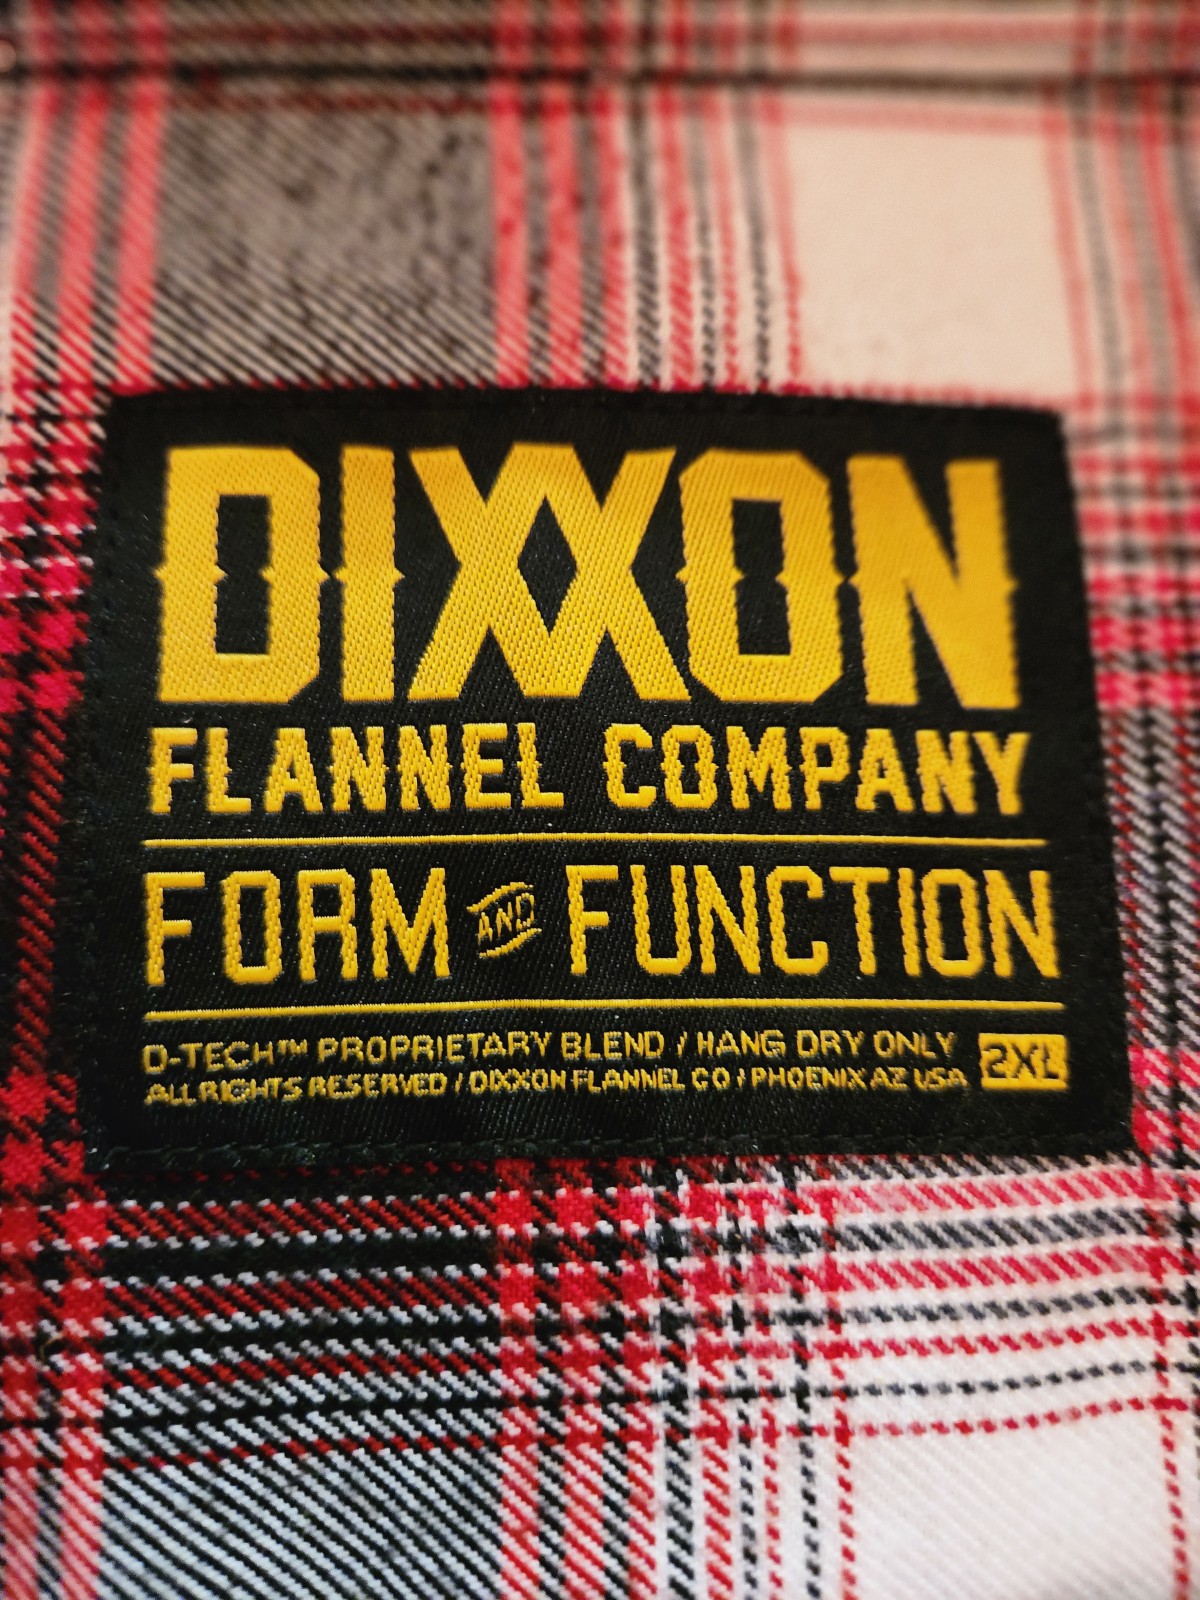 DIXXON
FLANNEL COMPANY
FORM AND FUNCTION
D-TECH™ PROPRIETARY BLEND / HANG DRY ONLY
ALL RIGHTS RESERVED / DIXXON FLANNEL CO / PHOENIX AZ USA
2XL